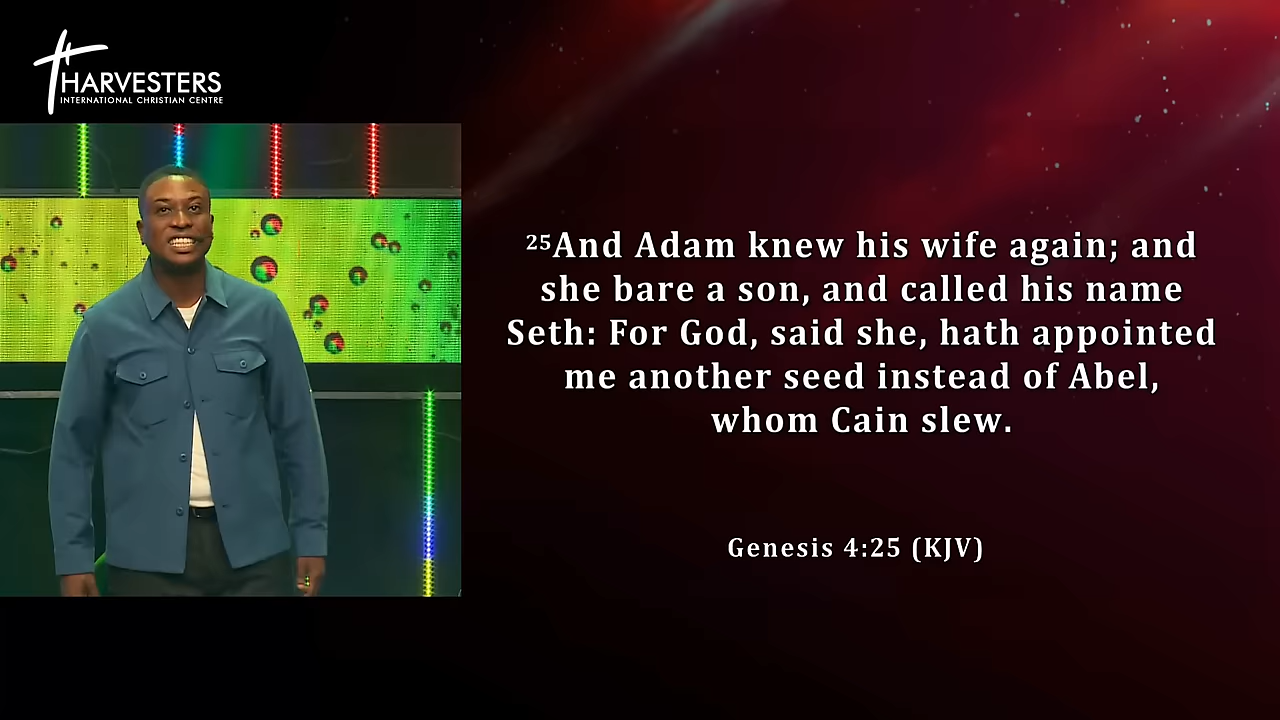 HARVESTERS
INTERNATIONAL CHRISTIAN CENTRE
²⁵And Adam knew his wife again; and
she bare a son, and called his name
Seth: For God, said she, hath appointed
me another seed instead of Abel,
whom Cain slew.
Genesis 4:25 (KJV)